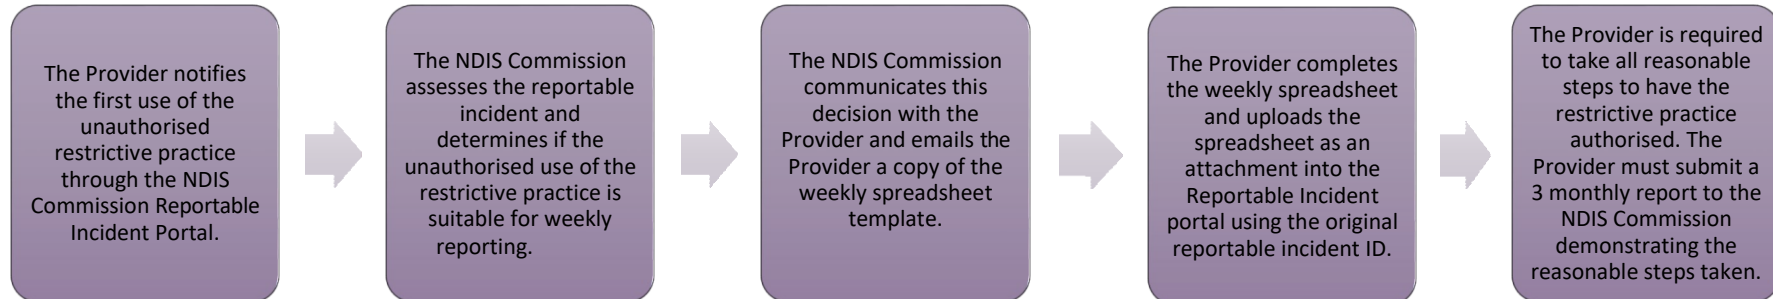 The Provider notifies
the first use of the
unauthorised
restrictive practice
through the NDIS
Commission Reportable
Incident Portal.
The NDIS Commission
assesses the reportable
incident and
determines if the
unauthorised use of the
restrictive practice is
suitable for weekly
reporting.
The NDIS Commission
communicates this
decision with the
Provider and emails the
Provider a copy of the
weekly spreadsheet
template.
The Provider completes
the weekly spreadsheet
and uploads the
spreadsheet as an
attachment into the
Reportable Incident
portal using the original
reportable incident ID.
The Provider is required
to take all reasonable
steps to have the
restrictive practice
authorised. The
Provider must submit a
3 monthly report to the
NDIS Commission
demonstrating the
reasonable steps taken.